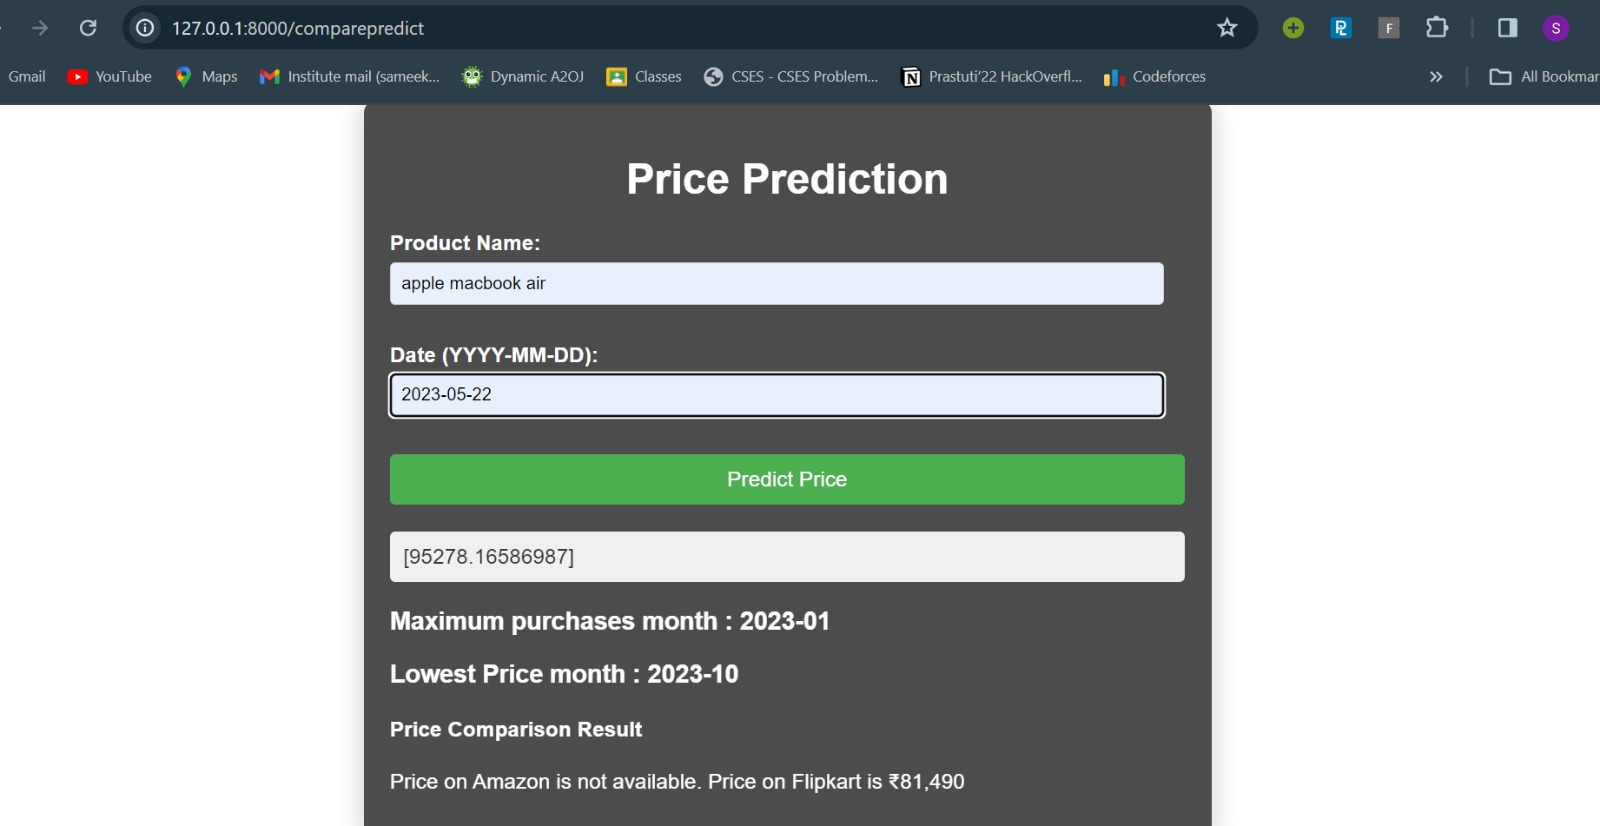 127.0.0.1:8000/comparepredict
S
Gmail YouTube Maps Institute mail (sameek... Dynamic A2OJ Classes CSES - CSES Problem... Prastuti'22 HackOverfl... Codeforces » All Bookmar
Price Prediction
Product Name:
apple macbook air
Date (YYYY-MM-DD):
2023-05-22
Predict Price
[95278.16586987]
Maximum purchases month : 2023-01
Lowest Price month : 2023-10
Price Comparison Result
Price on Amazon is not available. Price on Flipkart is ₹81,490